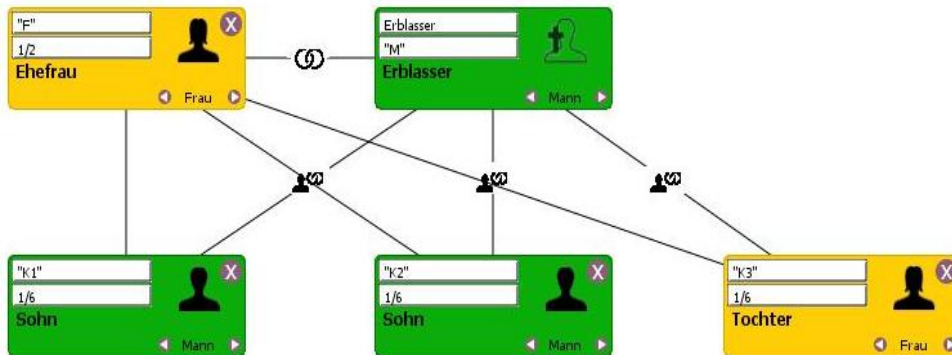 "F"
1/2
Ehefrau
Frau
X
Erblasser
"M"
Erblasser
Mann
"K1"
1/6
Sohn
Mann
X
"K2"
1/6
Sohn
Mann
X
"K3"
1/6
Tochter
Frau
X